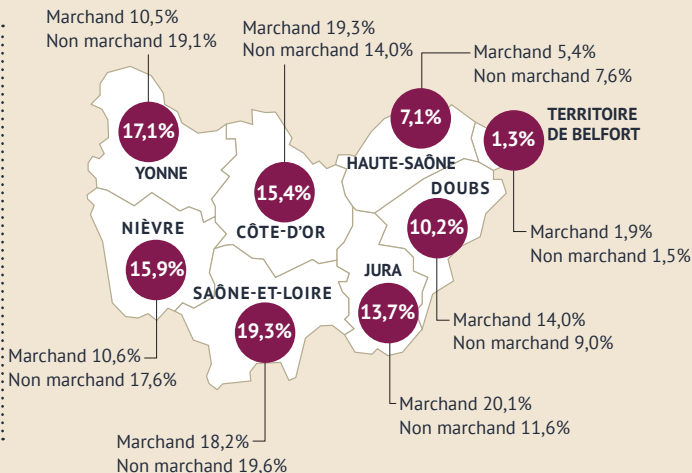 Marchand 10,5%
Non marchand 19,1%
Marchand 19,3%
Non marchand 14,0%
Marchand 5,4%
Non marchand 7,6%
17,1%
YONNE
15,4%
CÔTE-D'OR
7,1%
HAUTE-SAÔNE
1,3%
TERRITOIRE
DE BELFORT
Marchand 1,9%
Non marchand 1,5%
DOUBS
10,2%
Marchand 14,0%
Non marchand 9,0%
NIÈVRE
15,9%
Marchand 10,6%
Non marchand 17,6%
SAÔNE-ET-LOIRE
19,3%
Marchand 18,2%
Non marchand 19,6%
JURA
13,7%
Marchand 20,1%
Non marchand 11,6%